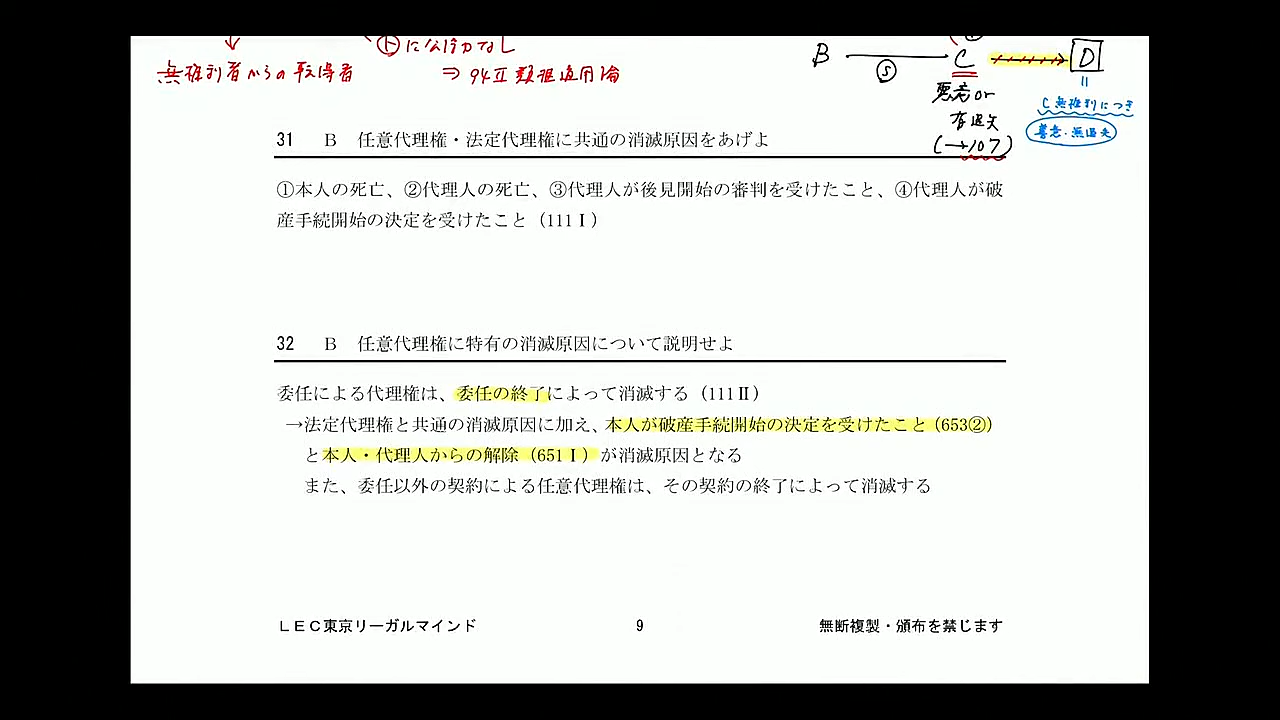 に公信力なし
無権利者からの取得者
⇒ 94Ⅱ類推適用論
B
Ⓢ
C
D
悪意or
有過失
(→107)
C無権利につき
善意・無過失
31 B 任意代理権・法定代理権に共通の消滅原因をあげよ
①本人の死亡、②代理人の死亡、③代理人が後見開始の審判を受けたこと、④代理人が破
産手続開始の決定を受けたこと(111Ⅰ)
32 B 任意代理権に特有の消滅原因について説明せよ
委任による代理権は、委任の終了によって消滅する(111Ⅱ)
→法定代理権と共通の消滅原因に加え、本人が破産手続開始の決定を受けたこと(653②)
と本人・代理人からの解除(651Ⅰ)が消滅原因となる
また、委任以外の契約による任意代理権は、その契約の終了によって消滅する
LEC東京リーガルマインド 9 無断複製・頒布を禁じます